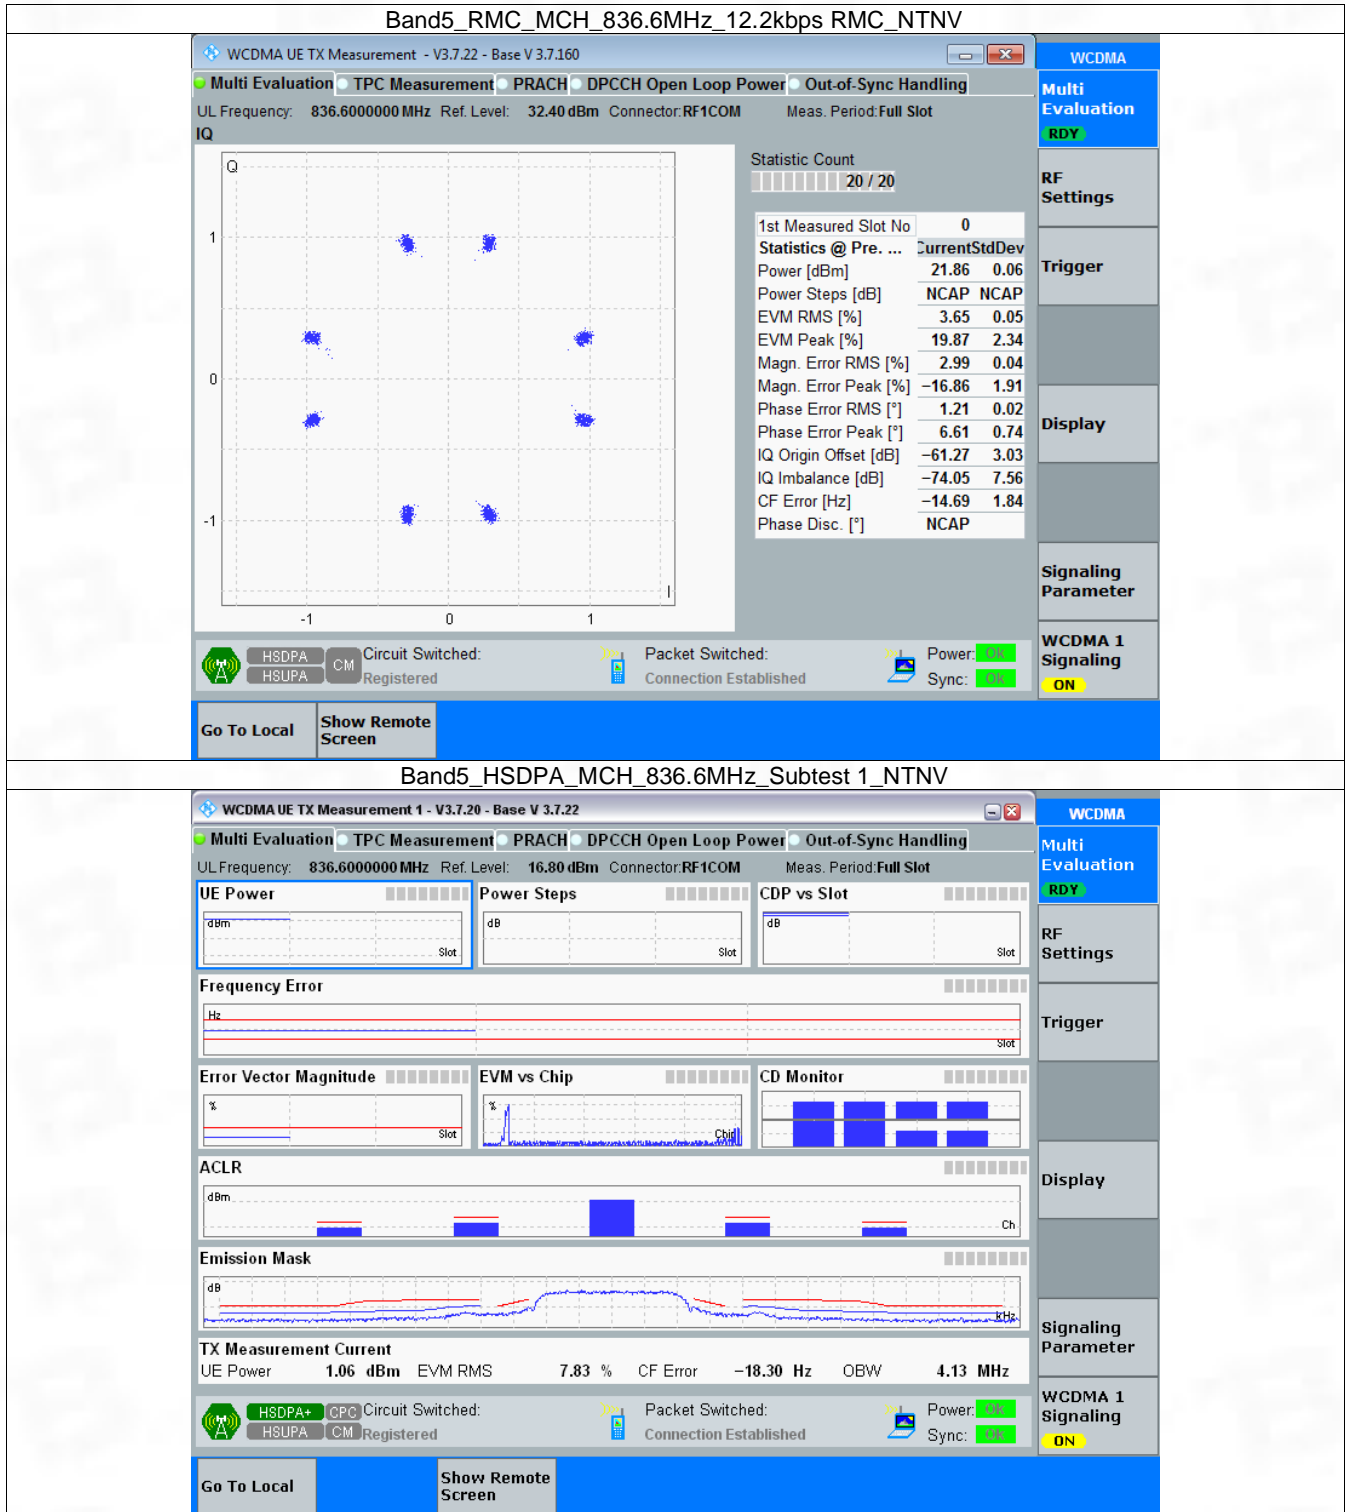 Band5_RMC_MCH_836.6MHz_12.2kbps RMC_NTNV
WCDMA UE TX Measurement - V3.7.22 - Base V 3.7.160
WCDMA
Multi Evaluation TPC Measurement PRACH DPCCH Open Loop Power Out-of-Sync Handling
Multi
Evaluation
RDY
UL Frequency: 836.6000000 MHz Ref. Level: 32.40 dBm Connector:RF1COM Meas. Period:Full Slot
IQ
Q
1
0
-1
-1 0 1
I
Statistic Count
20 / 20
1st Measured Slot No 0
Statistics @ Pre. ... CurrentStdDev
Power [dBm] 21.86 0.06
Power Steps [dB] NCAP NCAP
EVM RMS [%] 3.65 0.05
EVM Peak [%] 19.87 2.34
Magn. Error RMS [%] 2.99 0.04
Magn. Error Peak [%] −16.86 1.91
Phase Error RMS [°] 1.21 0.02
Phase Error Peak [°] 6.61 0.74
IQ Origin Offset [dB] −61.27 3.03
IQ Imbalance [dB] −74.05 7.56
CF Error [Hz] −14.69 1.84
Phase Disc. [°] NCAP
RF
Settings
Trigger
Display
Signaling
Parameter
WCDMA 1
Signaling
ON
HSDPA
HSUPA
CM
Circuit Switched:
Registered
Packet Switched:
Connection Established
Power: Ok
Sync: Ok
Go To Local
Show Remote
Screen
Band5_HSDPA_MCH_836.6MHz_Subtest 1_NTNV
WCDMA UE TX Measurement 1 - V3.7.20 - Base V 3.7.22
WCDMA
Multi Evaluation TPC Measurement PRACH DPCCH Open Loop Power Out-of-Sync Handling
Multi
Evaluation
RDY
UL Frequency: 836.6000000 MHz Ref. Level: 16.80 dBm Connector:RF1COM Meas. Period:Full Slot
UE Power
dBm
Slot
Power Steps
dB
Slot
CDP vs Slot
dB
Slot
Frequency Error
Hz
Slot
Error Vector Magnitude
%
Slot
EVM vs Chip
%
Chip
CD Monitor
ACLR
dBm
Ch
Emission Mask
dB
kHz
TX Measurement Current
UE Power 1.06 dBm EVM RMS 7.83 % CF Error −18.30 Hz OBW 4.13 MHz
RF
Settings
Trigger
Display
Signaling
Parameter
WCDMA 1
Signaling
ON
HSDPA+ CPC
HSUPA CM
Circuit Switched:
Registered
Packet Switched:
Connection Established
Power: Ok
Sync: Ok
Go To Local
Show Remote
Screen